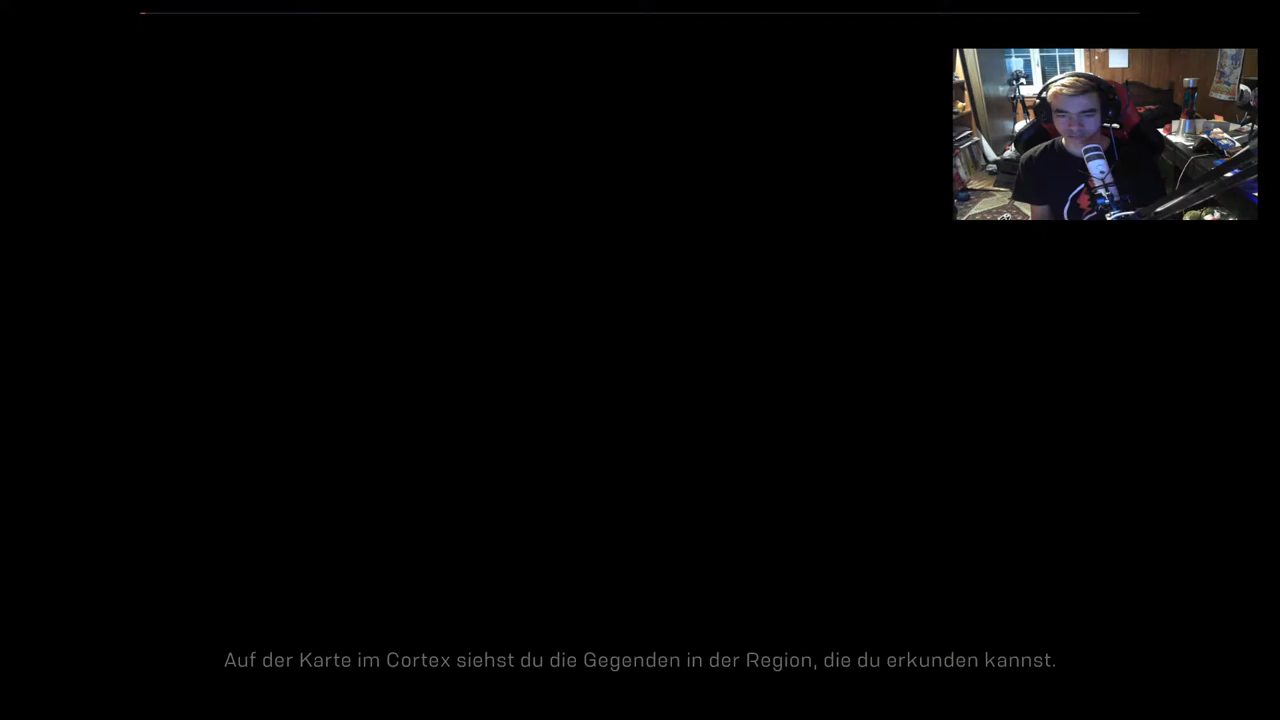 Auf der Karte im Cortex siehst du die Gegenden in der Region, die du erkunden kannst.